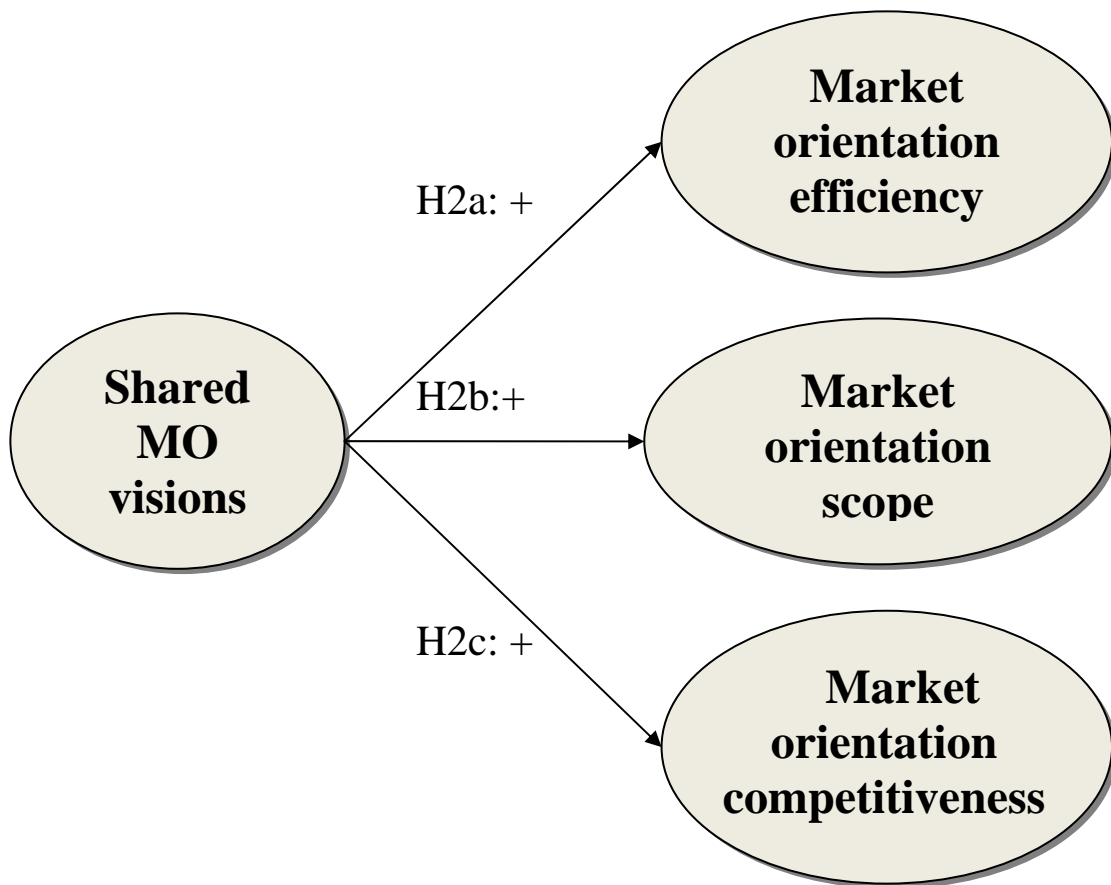 Market
orientation
efficiency
H2a: +
Shared
MO
visions
H2b:+
Market
orientation
scope
H2c: +
Market
orientation
competitiveness